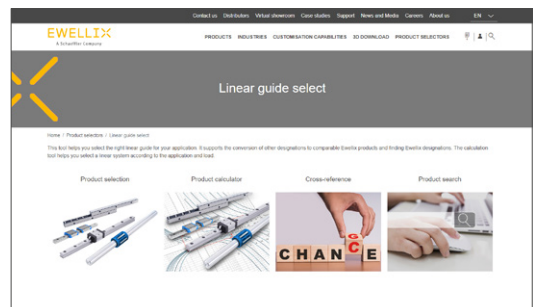 Contact us Distributors Virtual showroom Case studies Support News and Media Careers About us EN
EWELLIX
A Schaeffler Company
PRODUCTS INDUSTRIES CUSTOMISATION CAPABILITIES 3D DOWNLOAD PRODUCT SELECTORS
Linear guide select
Home / Product selectors / Linear guide select
This tool helps you select the right linear guide for your application. It supports the conversion of other designations to comparable Ewellix products and finding Ewellix designations. The calculation
tool helps you select a linear system according to the application and load.
Product selection Product calculator Cross-reference Product search
G
CHANCE